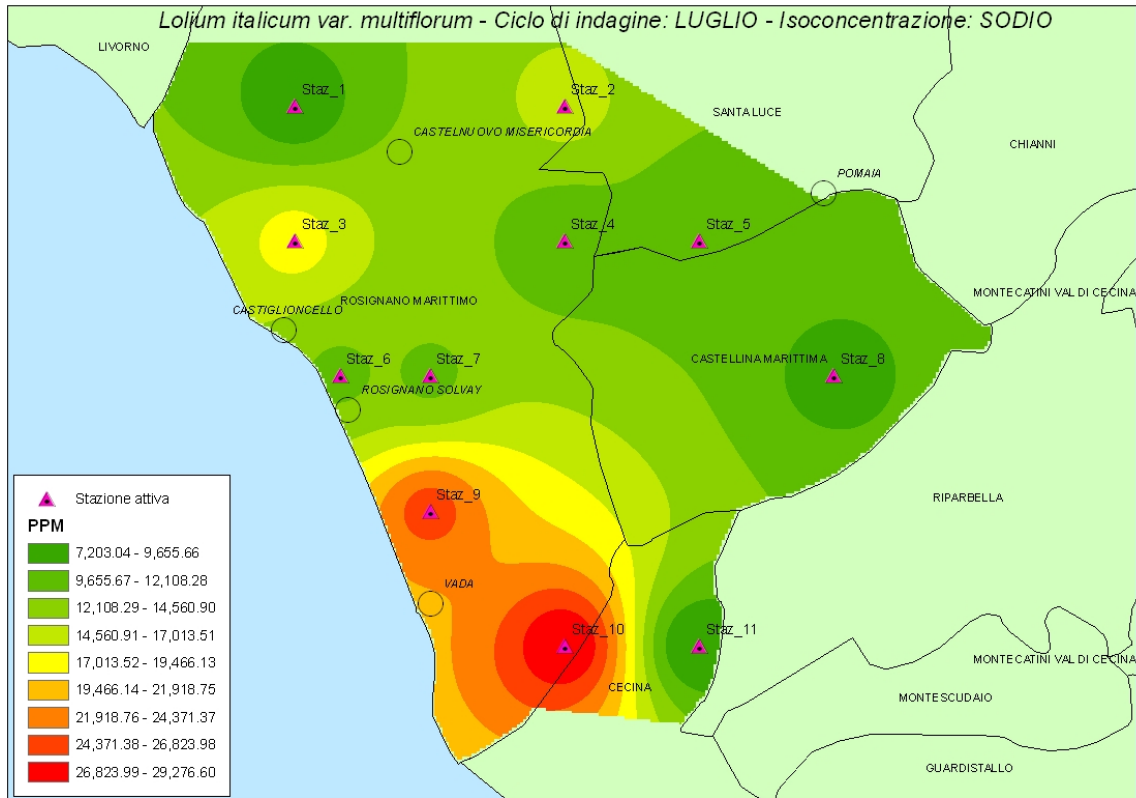 Lolium italicum var. multiflorum - Ciclo di indagine: LUGLIO - Isoconcentrazione: SODIO
LIVORNO
Staz_1
Staz_2
SANTA LUCE
CASTELNUOVO MISERICORDIA
CHIANNI
POMAIA
Staz_3
Staz_4
Staz_5
MONTECATINI VAL DI CECINA
ROSIGNANO MARITTIMO
CASTIGLIONCELLO
Staz_6
Staz_7
CASTELLINA MARITTIMA
Staz_8
ROSIGNANO SOLVAY
Staz_9
RIPARBELLA
VADA
Staz_10
Staz_11
MONTECATINI VAL DI CECINA
CECINA
MONTESCUDAIO
GUARDISTALLO
Stazione attiva
PPM
7,203.04 - 9,655.66
9,655.67 - 12,108.28
12,108.29 - 14,560.90
14,560.91 - 17,013.51
17,013.52 - 19,466.13
19,466.14 - 21,918.75
21,918.76 - 24,371.37
24,371.38 - 26,823.98
26,823.99 - 29,276.60